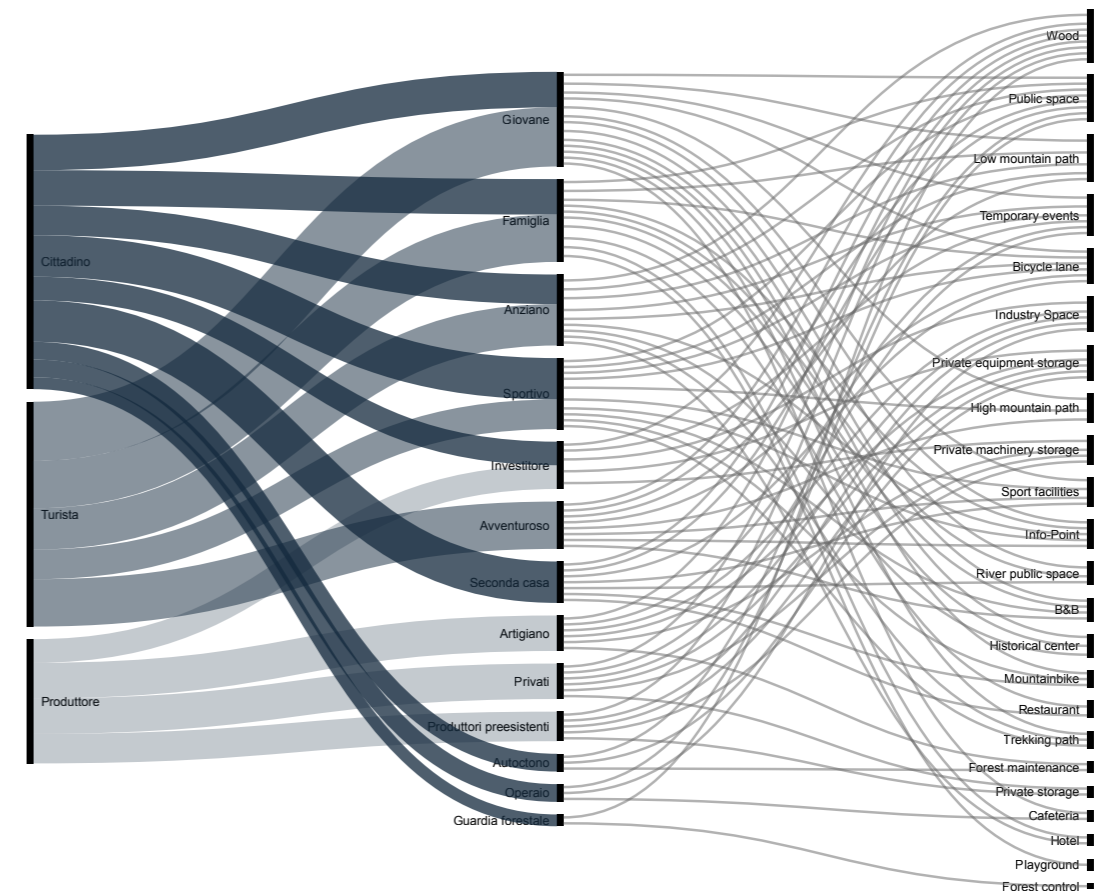 Cittadino
Turista
Produttore
Giovane
Famiglia
Anziano
Sportivo
Investitore
Avventuroso
Seconda casa
Artigiano
Privati
Produttori preesistenti
Autoctono
Operaio
Guardia forestale
Wood
Public space
Low mountain path
Temporary events
Bicycle lane
Industry Space
Private equipment storage
High mountain path
Private machinery storage
Sport facilities
Info-Point
River public space
B&B
Historical center
Mountainbike
Restaurant
Trekking path
Forest maintenance
Private storage
Cafeteria
Hotel
Playground
Forest control